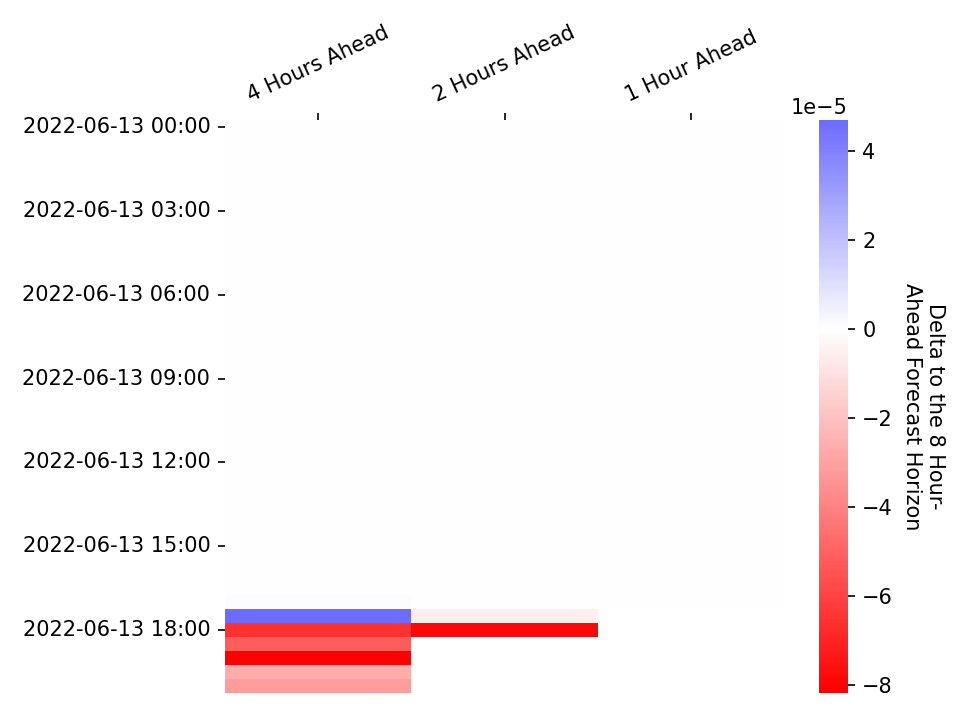 4 Hours Ahead
2 Hours Ahead
1 Hour Ahead
1e−5
2022-06-13 00:00
2022-06-13 03:00
2022-06-13 06:00
2022-06-13 09:00
2022-06-13 12:00
2022-06-13 15:00
2022-06-13 18:00
4
2
0
−2
−4
−6
−8
Delta to the 8 Hour-
Ahead Forecast Horizon